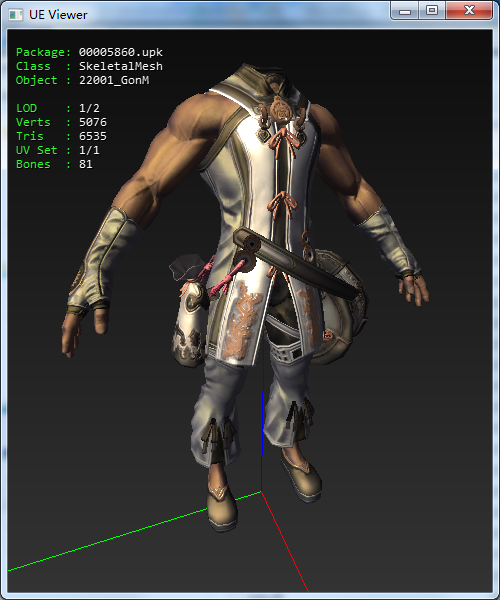 UE Viewer
Package: 00005860.upk
Class  : SkeletalMesh
Object : 22001_GonM
LOD    : 1/2
Verts  : 5076
Tris   : 6535
UV Set : 1/1
Bones  : 81